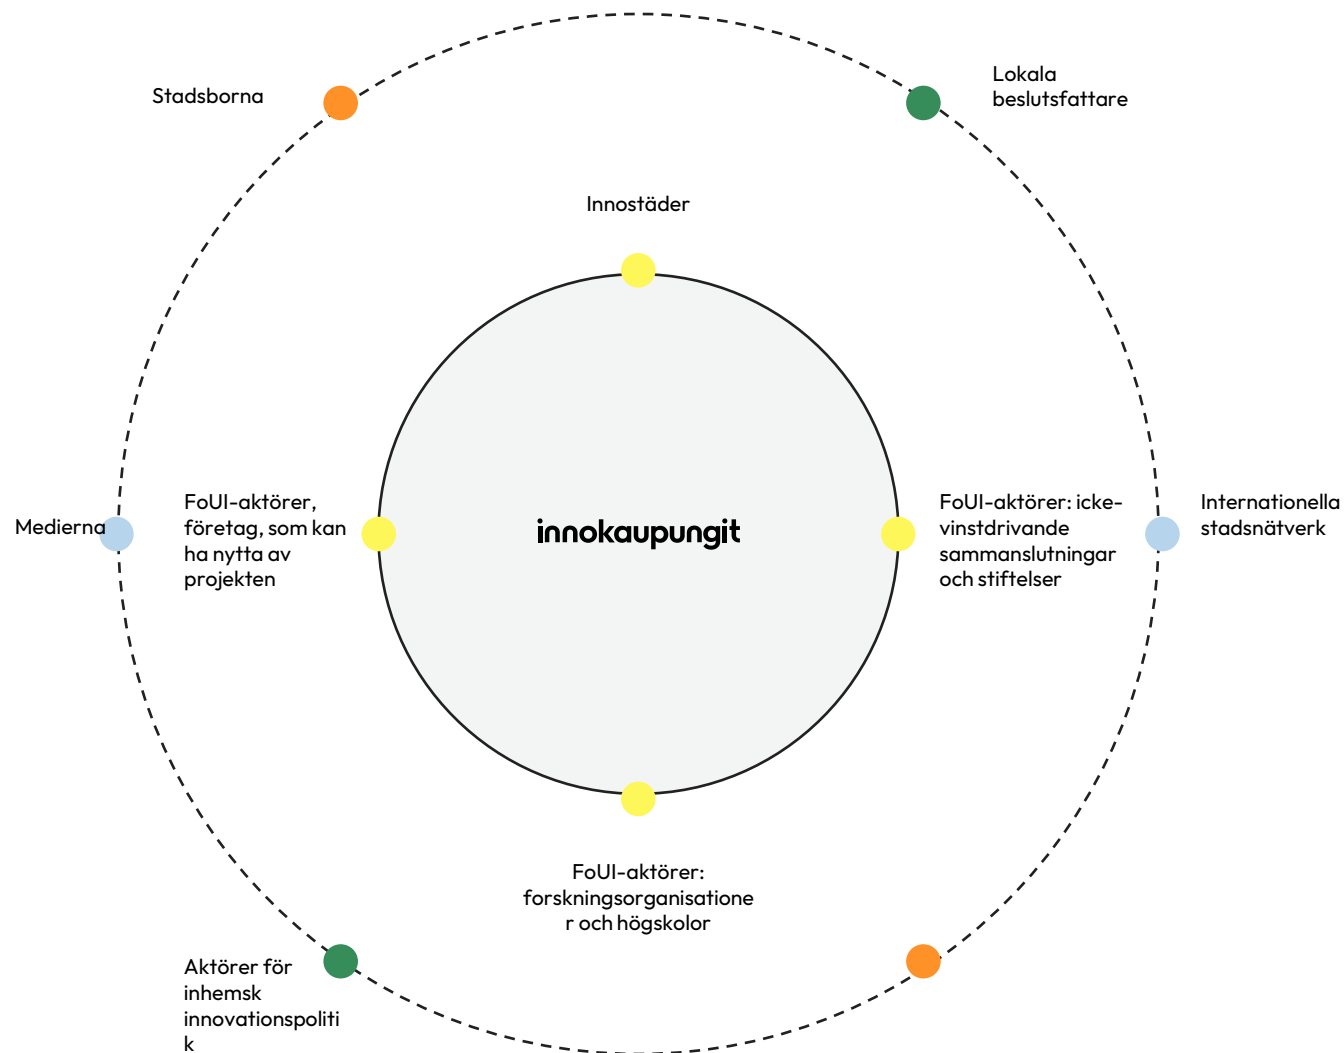 Stadsborna
Lokala
beslutsfattare
Innostäder
Medierna
FoUI-aktörer,
företag, som kan
ha nytta av
projekten
innokaupungit
FoUI-aktörer: icke-
vinstdrivande
sammanslutningar
och stiftelser
Internationella
stadsnätverk
FoUI-aktörer:
forskningsorganisatione
r och högskolor
Aktörer för
inhemsk
innovationspoliti
k